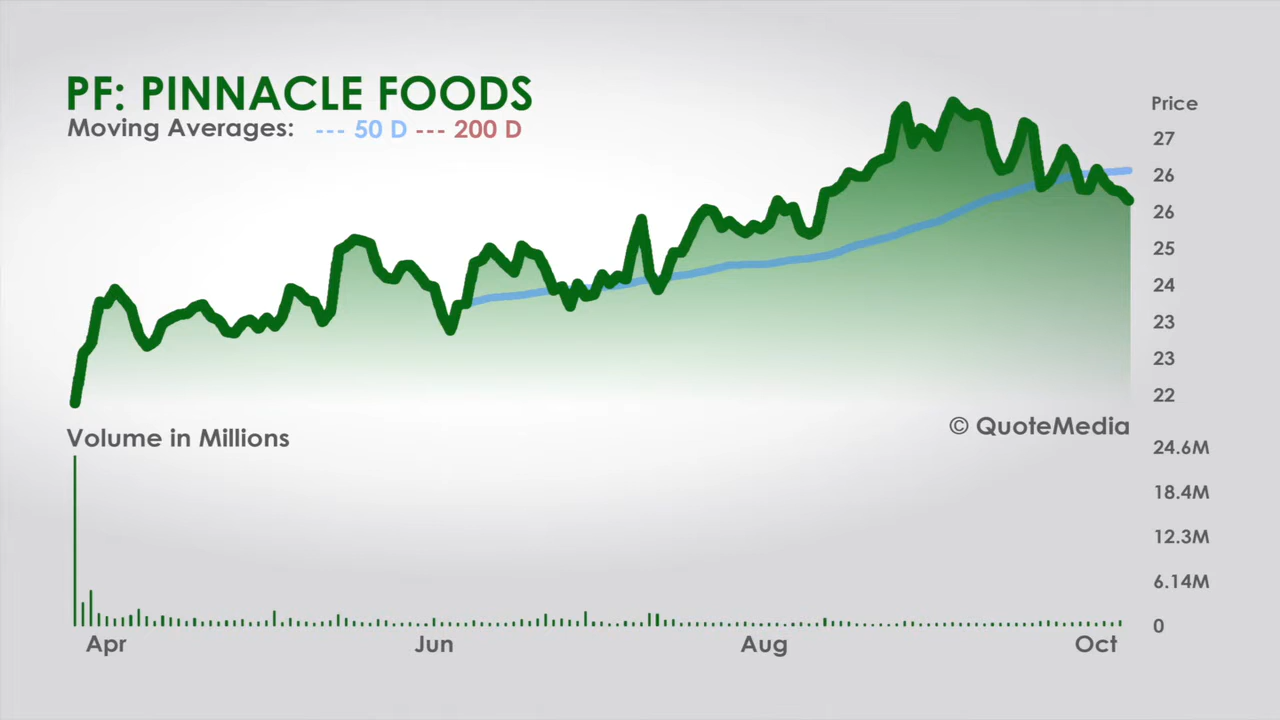 PF: PINNACLE FOODS
Moving Averages: --- 50 D --- 200 D
Price
27
26
26
25
24
23
23
22
© QuoteMedia
Volume in Millions
24.6M
18.4M
12.3M
6.14M
0
Apr Jun Aug Oct